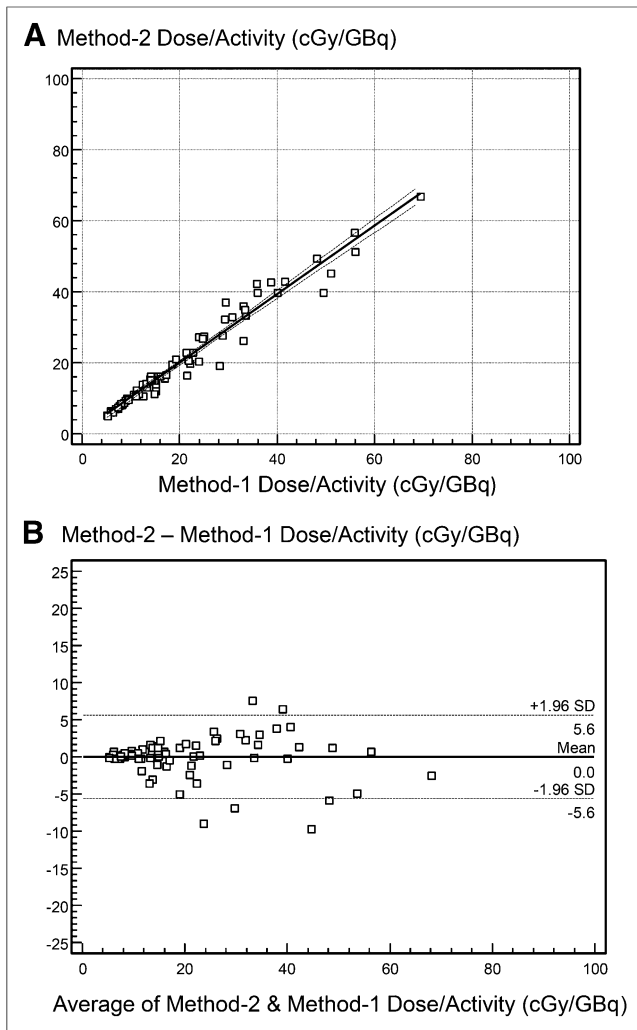 A Method-2 Dose/Activity (cGy/GBq)
100
80
60
40
20
0
0 20 40 60 80 100
Method-1 Dose/Activity (cGy/GBq)
B Method-2 – Method-1 Dose/Activity (cGy/GBq)
25
20
15
10
5
0
-5
-10
-15
-20
-25
+1.96 SD
5.6
Mean
0.0
-1.96 SD
-5.6
0 20 40 60 80 100
Average of Method-2 & Method-1 Dose/Activity (cGy/GBq)